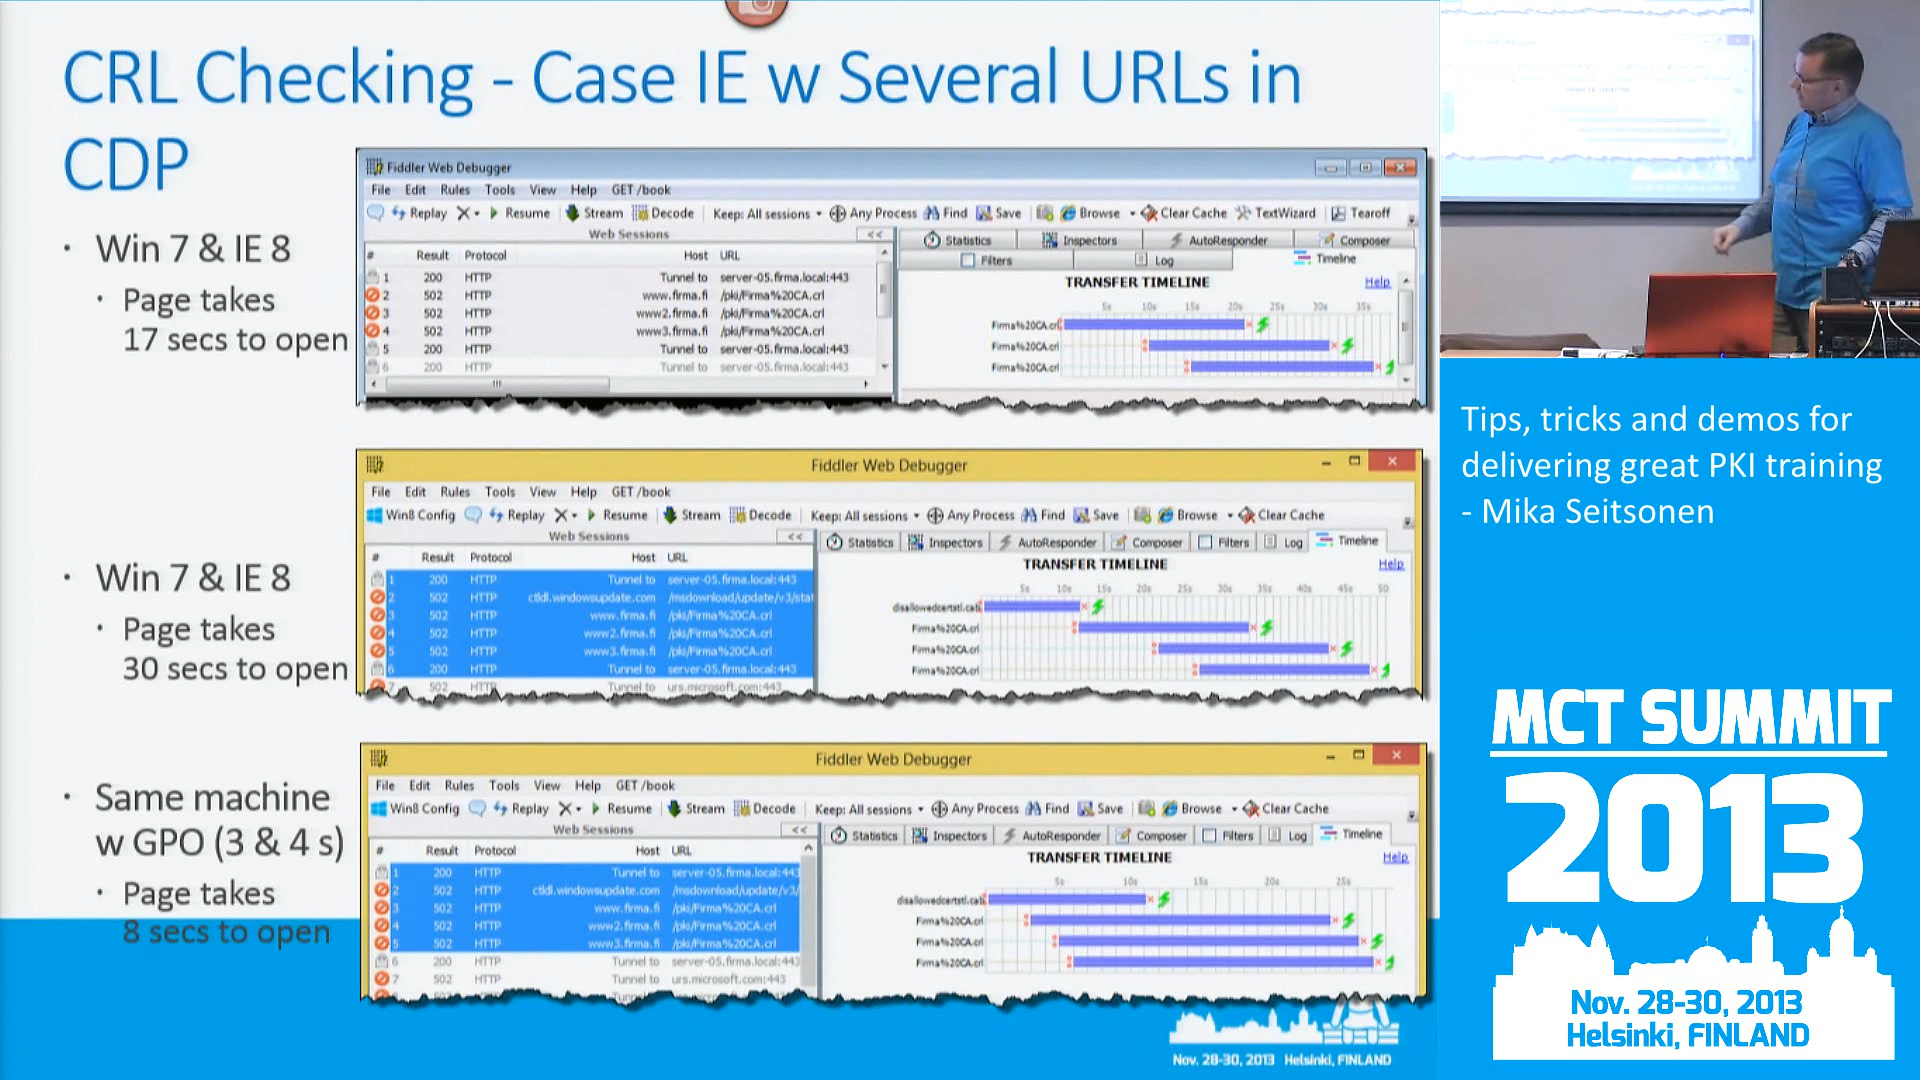 CRL Checking - Case IE w Several URLs in
CDP
• Win 7 & IE 8
• Page takes
17 secs to open
Fiddler Web Debugger
File Edit Rules Tools View Help GET /book
Replay Resume Stream Decode Keep: All sessions Any Process Find Save Browse Clear Cache TextWizard Tearoff
Web Sessions <<
# Result Protocol Host URL
1 200 HTTP Tunnel to server-05.firma.local:443
2 502 HTTP www.firma.fi /pki/Firma%20CA.crl
3 502 HTTP www2.firma.fi /pki/Firma%20CA.crl
4 502 HTTP www3.firma.fi /pki/Firma%20CA.crl
5 200 HTTP Tunnel to server-05.firma.local:443
6 200 HTTP Tunnel to server-05.firma.local:443
Statistics Inspectors AutoResponder Composer
Filters Log Timeline
TRANSFER TIMELINE Help
5s 10s 15s 20s 25s 30s 35s
Firma%20CA.crl
Firma%20CA.crl
Firma%20CA.crl
• Win 7 & IE 8
• Page takes
30 secs to open
Fiddler Web Debugger
File Edit Rules Tools View Help GET /book
Win8 Config Replay Resume Stream Decode Keep: All sessions Any Process Find Save Browse Clear Cache
Web Sessions <<
# Result Protocol Host URL
1 200 HTTP Tunnel to server-05.firma.local:443
2 502 HTTP ctldl.windowsupdate.com /msdownload/update/v3/stat
3 502 HTTP www.firma.fi /pki/Firma%20CA.crl
4 502 HTTP www2.firma.fi /pki/Firma%20CA.crl
5 502 HTTP www3.firma.fi /pki/Firma%20CA.crl
6 200 HTTP Tunnel to server-05.firma.local:443
7 502 HTTP Tunnel to urs.microsoft.com:443
Statistics Inspectors AutoResponder Composer Filters Log Timeline
TRANSFER TIMELINE Help
5s 10s 15s 20s 25s 30s 35s 40s 45s 50
disallowedcertstl.cab
Firma%20CA.crl
Firma%20CA.crl
Firma%20CA.crl
• Same machine
w GPO (3 & 4 s)
• Page takes
8 secs to open
Fiddler Web Debugger
File Edit Rules Tools View Help GET /book
Win8 Config Replay Resume Stream Decode Keep: All sessions Any Process Find Save Browse Clear Cache
Web Sessions <<
# Result Protocol Host URL
1 200 HTTP Tunnel to server-05.firma.local:443
2 502 HTTP ctldl.windowsupdate.com /msdownload/update/v3/
3 502 HTTP www.firma.fi /pki/Firma%20CA.crl
4 502 HTTP www2.firma.fi /pki/Firma%20CA.crl
5 502 HTTP www3.firma.fi /pki/Firma%20CA.crl
6 200 HTTP Tunnel to server-05.firma.local:443
7 502 HTTP Tunnel to urs.microsoft.com:443
Statistics Inspectors AutoResponder Composer Filters Log Timeline
TRANSFER TIMELINE Help
5s 10s 15s 20s 25s
disallowedcertstl.cab
Firma%20CA.crl
Firma%20CA.crl
Firma%20CA.crl
Nov. 28-30, 2013 Helsinki, FINLAND
Tips, tricks and demos for
delivering great PKI training
- Mika Seitsonen
MCT SUMMIT
2013
Nov. 28-30, 2013
Helsinki, FINLAND